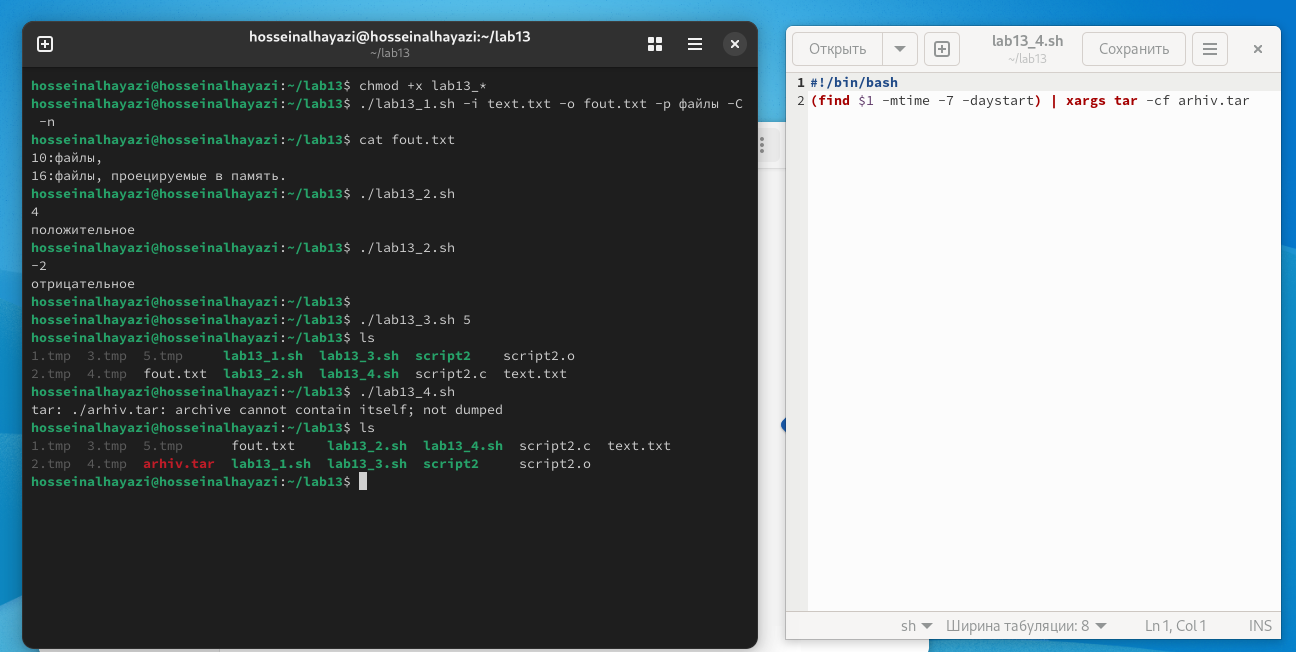 hosseinalhayazi@hosseinalhayazi:~/lab13
~/lab13
hosseinalhayazi@hosseinalhayazi:~/lab13$ chmod +x lab13_*
hosseinalhayazi@hosseinalhayazi:~/lab13$ ./lab13_1.sh -i text.txt -o fout.txt -p файлы -C
-n
hosseinalhayazi@hosseinalhayazi:~/lab13$ cat fout.txt
10:файлы,
16:файлы, проецируемые в память.
hosseinalhayazi@hosseinalhayazi:~/lab13$ ./lab13_2.sh
4
положительное
hosseinalhayazi@hosseinalhayazi:~/lab13$ ./lab13_2.sh
-2
отрицательное
hosseinalhayazi@hosseinalhayazi:~/lab13$
hosseinalhayazi@hosseinalhayazi:~/lab13$ ./lab13_3.sh 5
hosseinalhayazi@hosseinalhayazi:~/lab13$ ls
1.tmp 3.tmp 5.tmp lab13_1.sh lab13_3.sh script2 script2.o
2.tmp 4.tmp fout.txt lab13_2.sh lab13_4.sh script2.c text.txt
hosseinalhayazi@hosseinalhayazi:~/lab13$ ./lab13_4.sh
tar: ./arhiv.tar: archive cannot contain itself; not dumped
hosseinalhayazi@hosseinalhayazi:~/lab13$ ls
1.tmp 3.tmp 5.tmp fout.txt lab13_2.sh lab13_4.sh script2.c text.txt
2.tmp 4.tmp arhiv.tar lab13_1.sh lab13_3.sh script2 script2.o
hosseinalhayazi@hosseinalhayazi:~/lab13$
Открыть
lab13_4.sh
~/lab13
Сохранить
1 #!/bin/bash
2 (find $1 -mtime -7 -daystart) | xargs tar -cf arhiv.tar
sh Ширина табуляции: 8 Ln 1, Col 1 INS